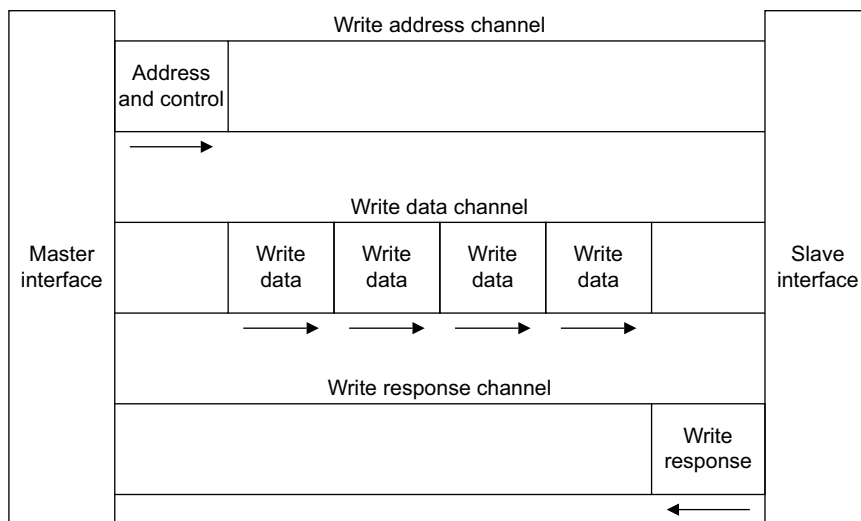 Write address channel
Address
and control
Write data channel
Master
interface
Write
data
Write
data
Write
data
Write
data
Slave
interface
Write response channel
Write
response